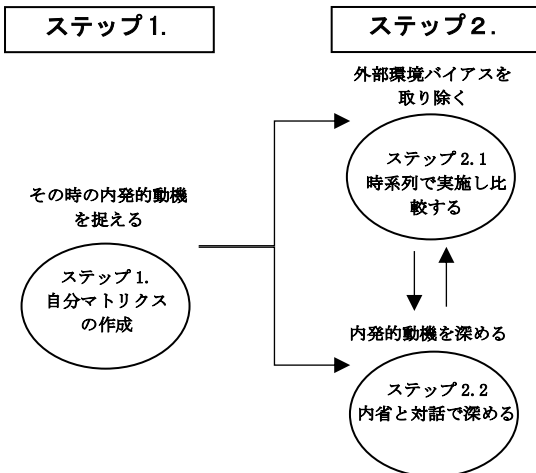 ステップ1.
ステップ２.
外部環境バイアスを
取り除く
ステップ 2.1
時系列で実施し比
較する
その時の内発的動機
を捉える
ステップ 1.
自分マトリクス
の作成
内発的動機を深める
ステップ 2.2
内省と対話で深める